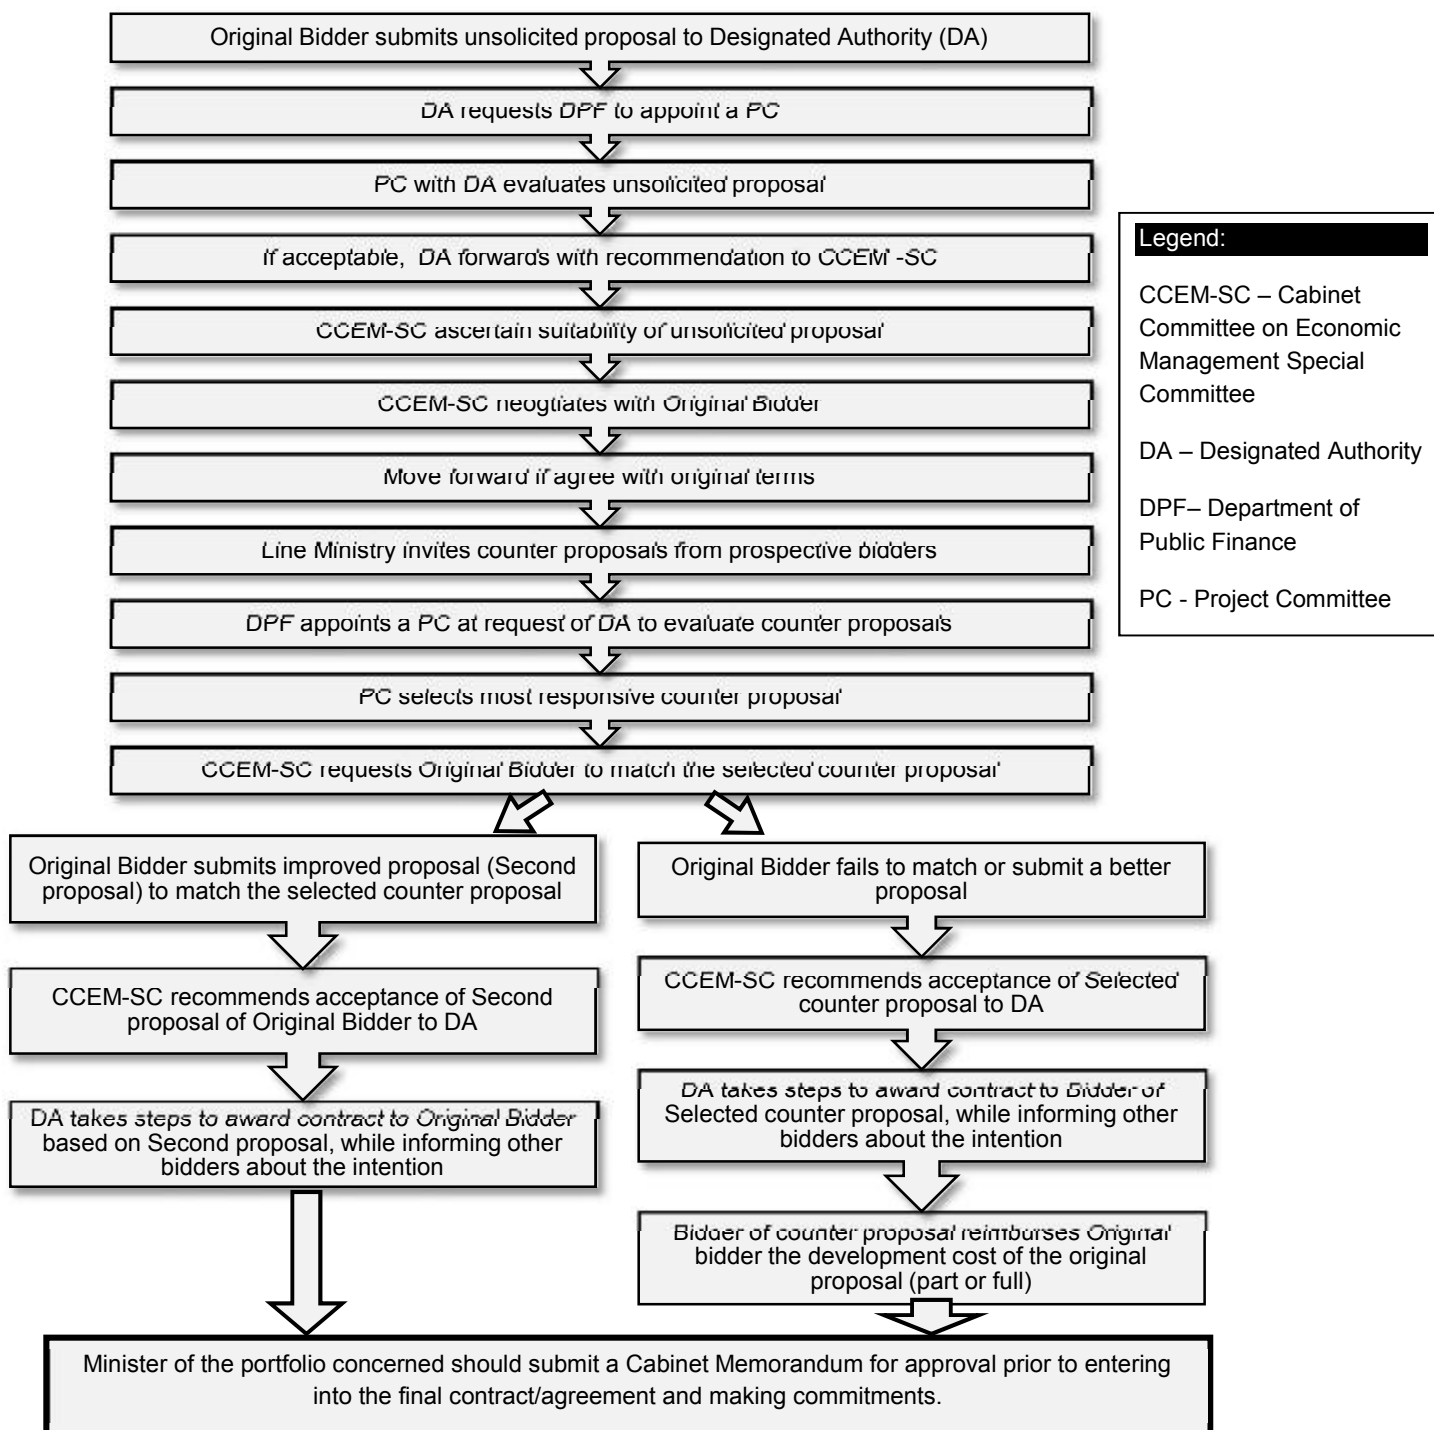 Original Bidder submits unsolicited proposal to Designated Authority (DA)
DA requests DPF to appoint a PC
PC with DA evaluates unsolicited proposal
If acceptable, DA forwards with recommendation to CCEM -SC
CCEM-SC ascertain suitability of unsolicited proposal
CCEM-SC neogtiates with Original Bidder
Move forward if agree with original terms
Line Ministry invites counter proposals from prospective bidders
DPF appoints a PC at request of DA to evaluate counter proposals
PC selects most responsive counter proposal
CCEM-SC requests Original Bidder to match the selected counter proposal
Legend:
CCEM-SC – Cabinet
Committee on Economic
Management Special
Committee
DA – Designated Authority
DPF– Department of
Public Finance
PC - Project Committee
Original Bidder submits improved proposal (Second
proposal) to match the selected counter proposal
CCEM-SC recommends acceptance of Second
proposal of Original Bidder to DA
DA takes steps to award contract to Original Bidder
based on Second proposal, while informing other
bidders about the intention
Original Bidder fails to match or submit a better
proposal
CCEM-SC recommends acceptance of Selected
counter proposal to DA
DA takes steps to award contract to Bidder of
Selected counter proposal, while informing other
bidders about the intention
Bidder of counter proposal reimburses Original
bidder the development cost of the original
proposal (part or full)
Minister of the portfolio concerned should submit a Cabinet Memorandum for approval prior to entering
into the final contract/agreement and making commitments.